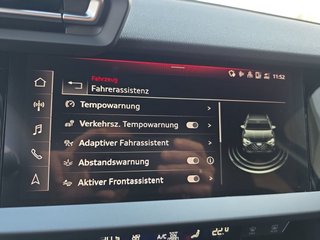 Fahrzeug
Fahrerassistenz
11:52
Tempowarnung
Verkehrsz. Tempowarnung
Adaptiver Fahrassistent
Abstandswarnung
Aktiver Frontassistent